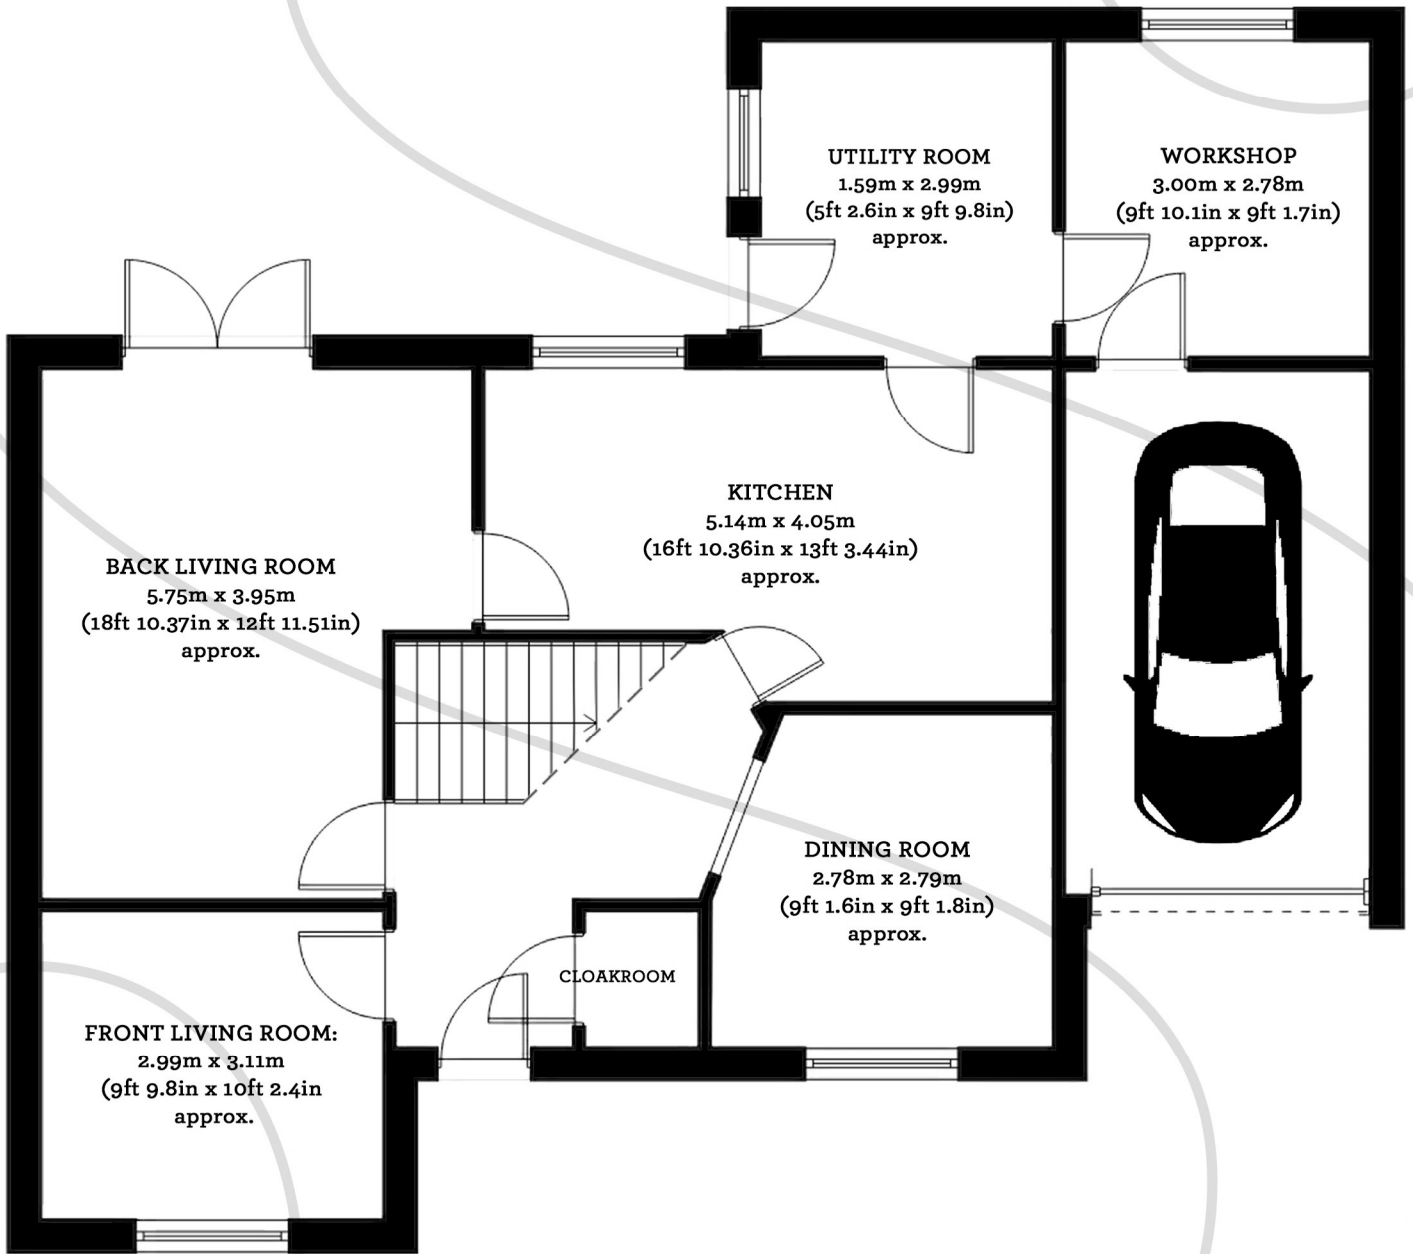 UTILITY ROOM
1.59m x 2.99m
(5ft 2.6in x 9ft 9.8in)
approx.
WORKSHOP
3.00m x 2.78m
(9ft 10.1in x 9ft 1.7in)
approx.
KITCHEN
5.14m x 4.05m
(16ft 10.36in x 13ft 3.44in)
approx.
BACK LIVING ROOM
5.75m x 3.95m
(18ft 10.37in x 12ft 11.51in)
approx.
DINING ROOM
2.78m x 2.79m
(9ft 1.6in x 9ft 1.8in)
approx.
CLOAKROOM
FRONT LIVING ROOM:
2.99m x 3.11m
(9ft 9.8in x 10ft 2.4in
approx.